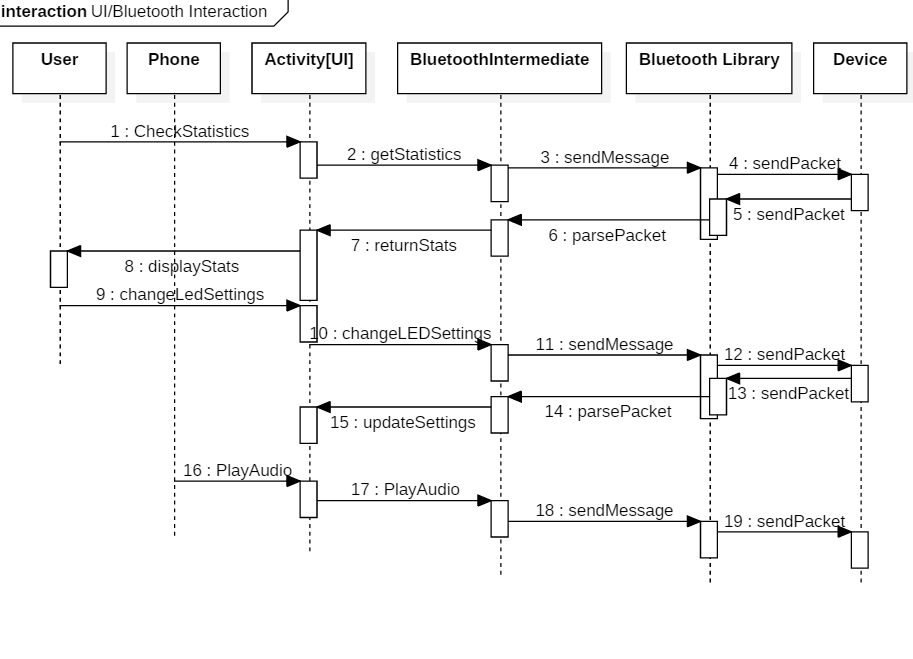 interaction UI/Bluetooth Interaction
User
Phone
Activity[UI]
BluetoothIntermediate
Bluetooth Library
Device
1 : CheckStatistics
2 : getStatistics
3 : sendMessage
4 : sendPacket
5 : sendPacket
6 : parsePacket
7 : returnStats
8 : displayStats
9 : changeLedSettings
10 : changeLEDSettings
11 : sendMessage
12 : sendPacket
13 : sendPacket
14 : parsePacket
15 : updateSettings
16 : PlayAudio
17 : PlayAudio
18 : sendMessage
19 : sendPacket